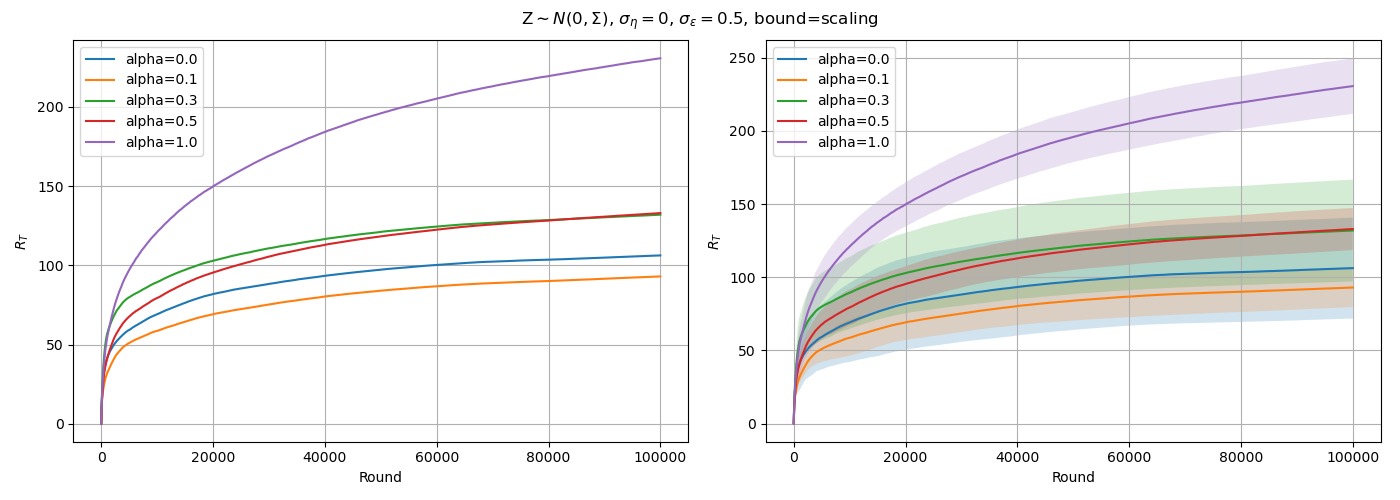 Z ~ N(0, Σ), σ_η = 0, σ_ε = 0.5, bound=scaling
alpha=0.0
alpha=0.1
alpha=0.3
alpha=0.5
alpha=1.0
200
150
100
50
0
R_T
0 20000 40000 60000 80000 100000
Round
alpha=0.0
alpha=0.1
alpha=0.3
alpha=0.5
alpha=1.0
250
200
150
100
50
0
R_T
0 20000 40000 60000 80000 100000
Round